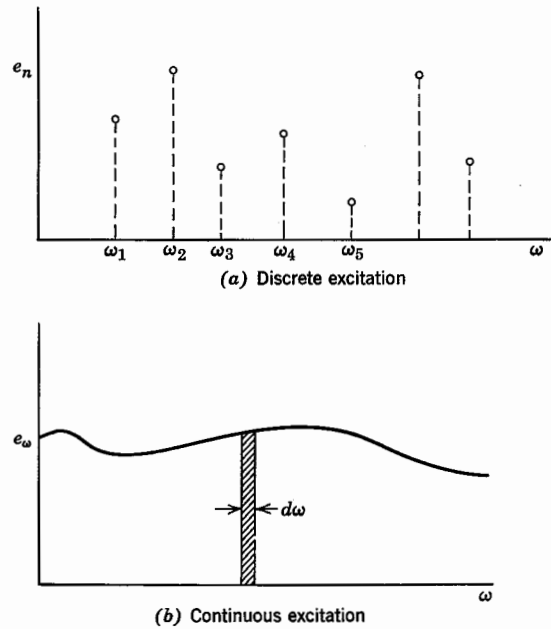 eₙ
ω₁ ω₂ ω₃ ω₄ ω₅ ω
(a) Discrete excitation
e_ω
dω
ω
(b) Continuous excitation